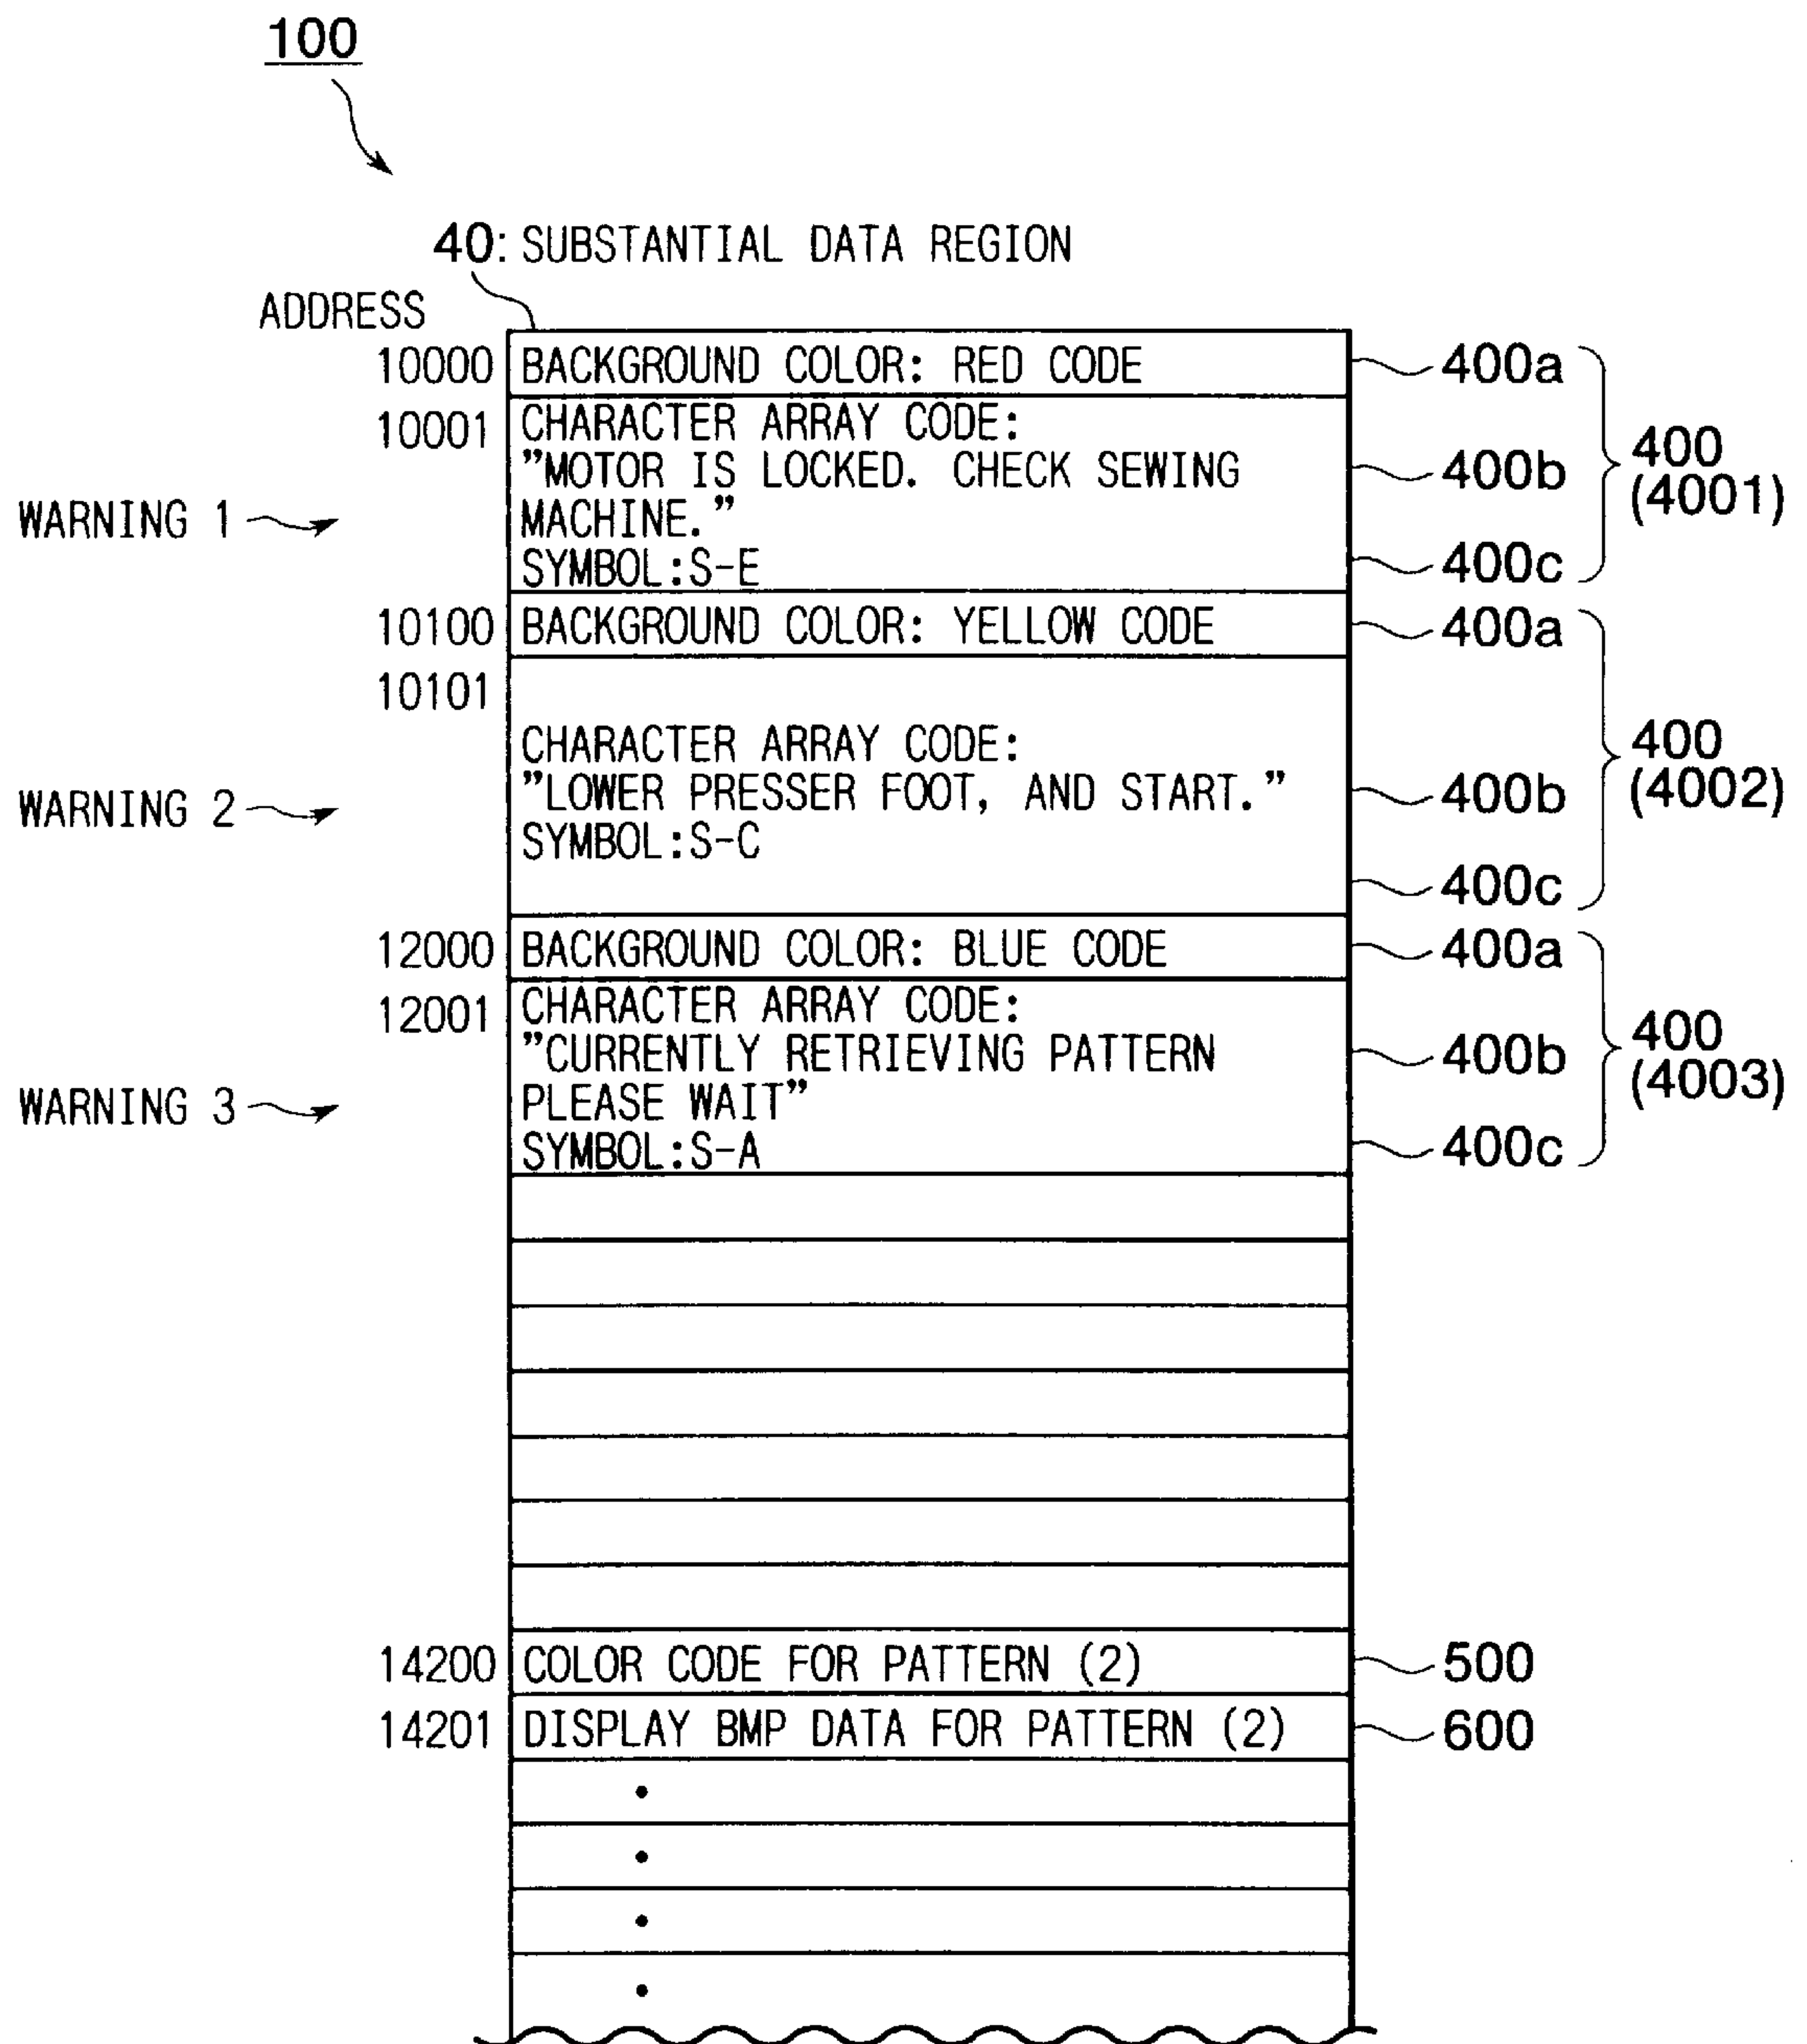 100
40: SUBSTANTIAL DATA REGION
ADDRESS
10000 BACKGROUND COLOR: RED CODE 400a
10001 CHARACTER ARRAY CODE:
"MOTOR IS LOCKED. CHECK SEWING 400b
MACHINE."
WARNING 1
SYMBOL:S-E 400c
400
(4001)
10100 BACKGROUND COLOR: YELLOW CODE 400a
10101
CHARACTER ARRAY CODE:
"LOWER PRESSER FOOT, AND START." 400b
WARNING 2
SYMBOL:S-C
400c
400
(4002)
12000 BACKGROUND COLOR: BLUE CODE 400a
12001 CHARACTER ARRAY CODE:
"CURRENTLY RETRIEVING PATTERN 400b
PLEASE WAIT"
WARNING 3
SYMBOL:S-A 400c
400
(4003)
14200 COLOR CODE FOR PATTERN (2) 500
14201 DISPLAY BMP DATA FOR PATTERN (2) 600